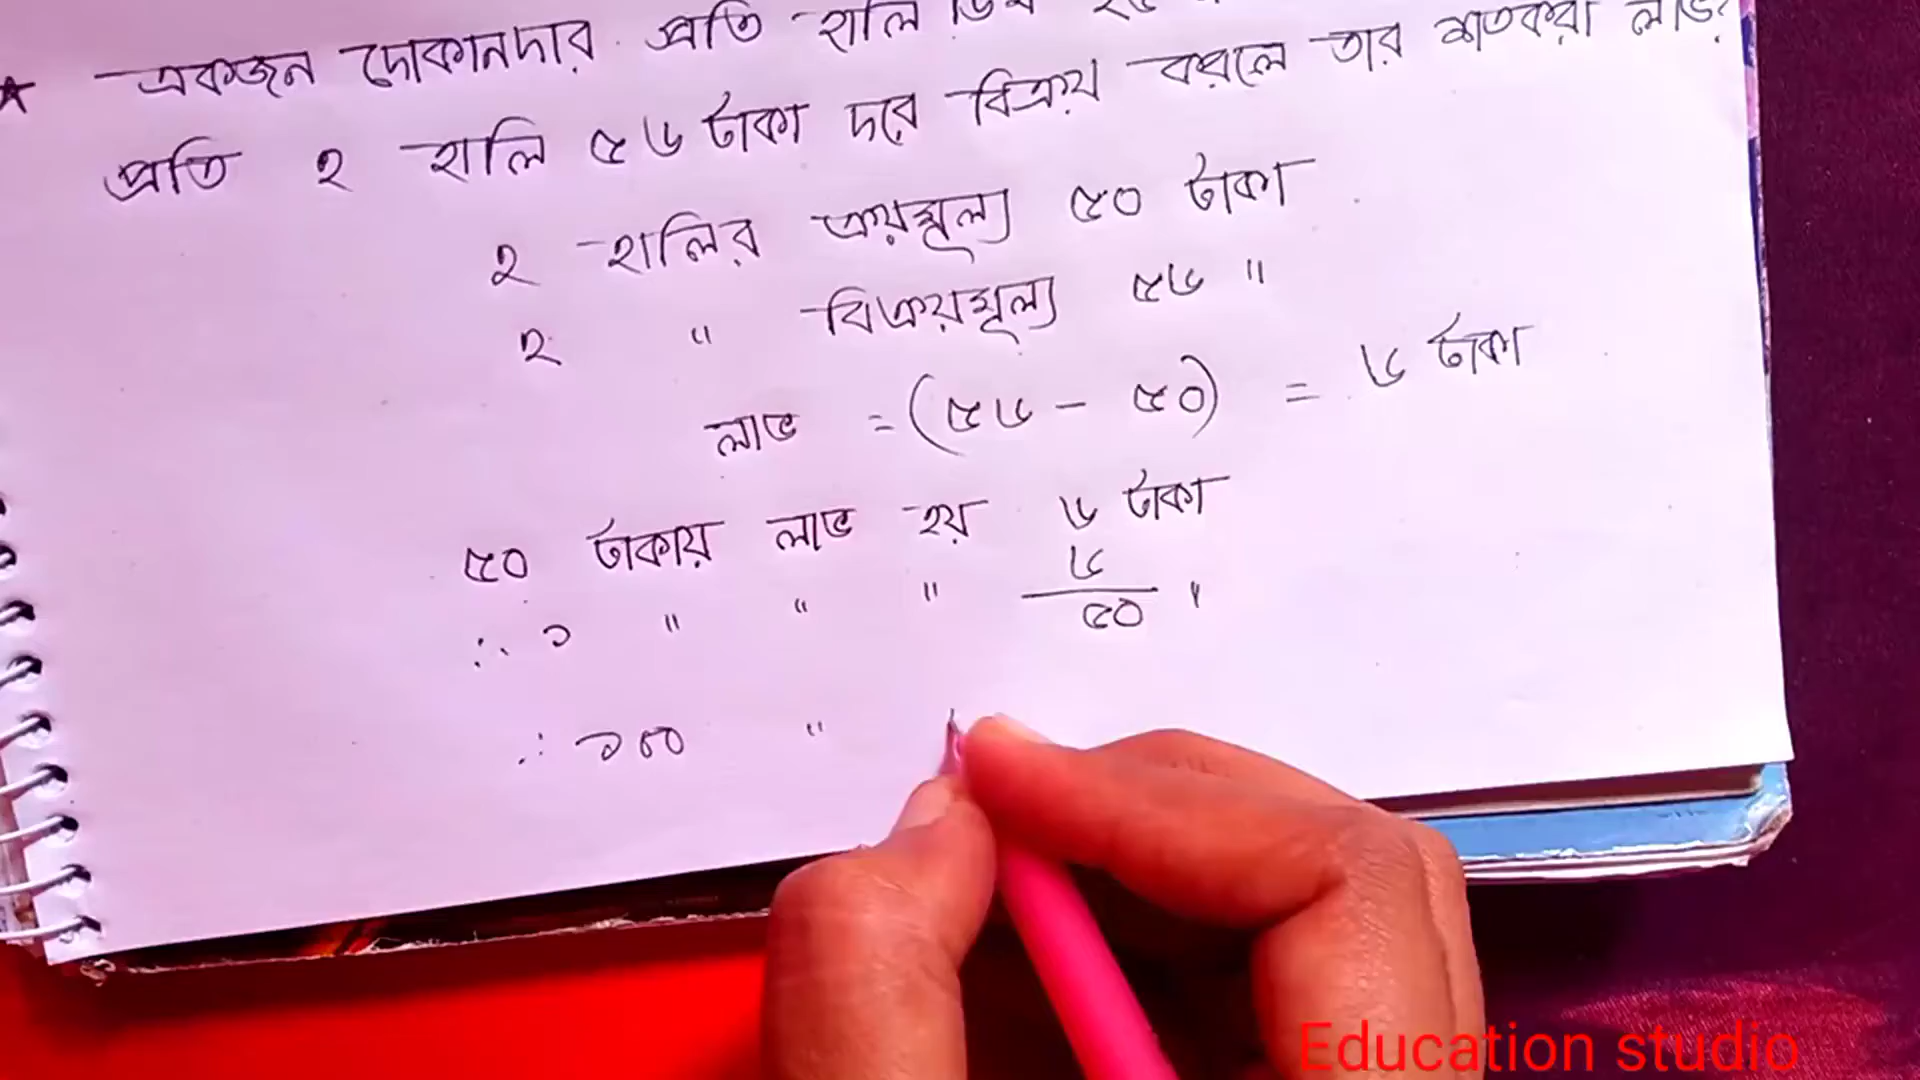 ★ একজন দোকানদার প্রতি হালি ডিম ২৫
প্রতি ২ হালি ৫৬ টাকা দরে বিক্রয় করলে তার শতকরা লাভ?
২ হালির ক্রয়মূল্য ৫০ টাকা
২ " বিক্রয়মূল্য ৫৬ "
লাভ = (৫৬ - ৫০) = ৬ টাকা
৫০ টাকায় লাভ হয় ৬ টাকা
∴ ১ " " " ৬/৫০ "
∴ ১০০ "
Education studio